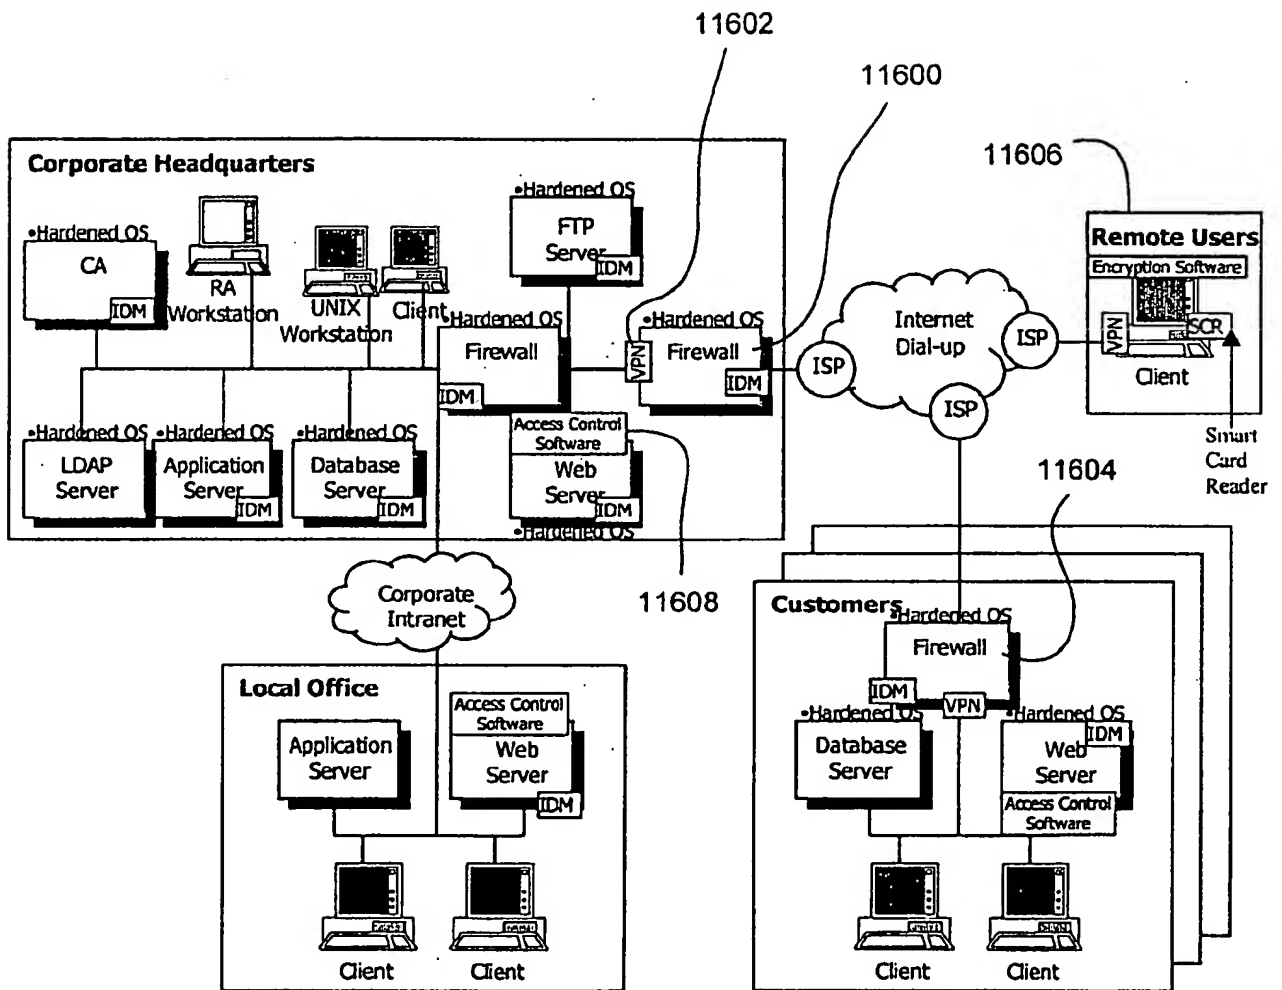 11602
11600
11606
Corporate Headquarters
•Hardened OS
CA
IDM
RA
Workstation
UNIX
Workstation
Client
•Hardened OS
FTP
Server
IDM
•Hardened OS
Firewall
IDM
VPN
•Hardened OS
Firewall
IDM
•Hardened OS
LDAP
Server
•Hardened OS
Application
Server
IDM
•Hardened OS
Database
Server
IDM
Access Control
Software
Web
Server
IDM
•Hardened OS
11608
ISP
Internet
Dial-up
ISP
ISP
Remote Users
Encryption Software
VPN
SCR
Client
Smart
Card
Reader
11604
Corporate
Intranet
Local Office
Application
Server
Access Control
Software
Web
Server
IDM
Client
Client
Customers
•Hardened OS
Firewall
IDM
VPN
•Hardened OS
Database
Server
•Hardened OS
IDM
Web
Server
Access Control
Software
Client
Client